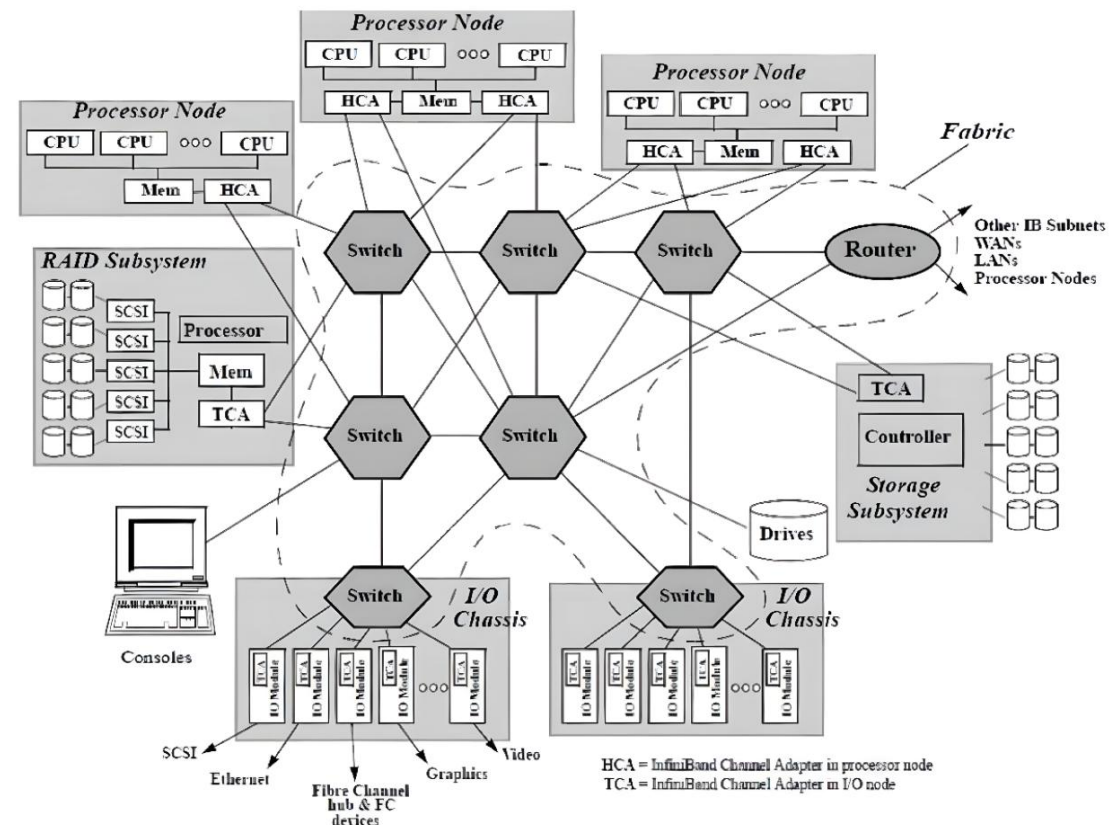 Processor Node
CPU CPU ooo CPU
HCA Mem HCA
Processor Node
CPU CPU ooo CPU
HCA Mem HCA
Processor Node
CPU CPU ooo CPU
Mem HCA
Fabric
Switch Switch Switch Router
Other IB Subnets
WANs
LANs
Processor Nodes
RAID Subsystem
SCSI
SCSI
SCSI
SCSI
SCSI
Processor
Mem
TCA
Switch Switch
TCA
Controller
Storage
Subsystem
Drives
Consoles
Switch
I/O
Chassis
TCA
IO Module
TCA
IO Module
TCA
IO Module
TCA
IO Module
ooo
TCA
IO Module
Switch
I/O
Chassis
TCA
IO Module
TCA
IO Module
TCA
IO Module
TCA
IO Module
ooo
TCA
IO Module
SCSI
Ethernet
Fibre Channel
hub & FC
devices
Graphics
Video
HCA = InfiniBand Channel Adapter in processor node
TCA = InfiniBand Channel Adapter in I/O node